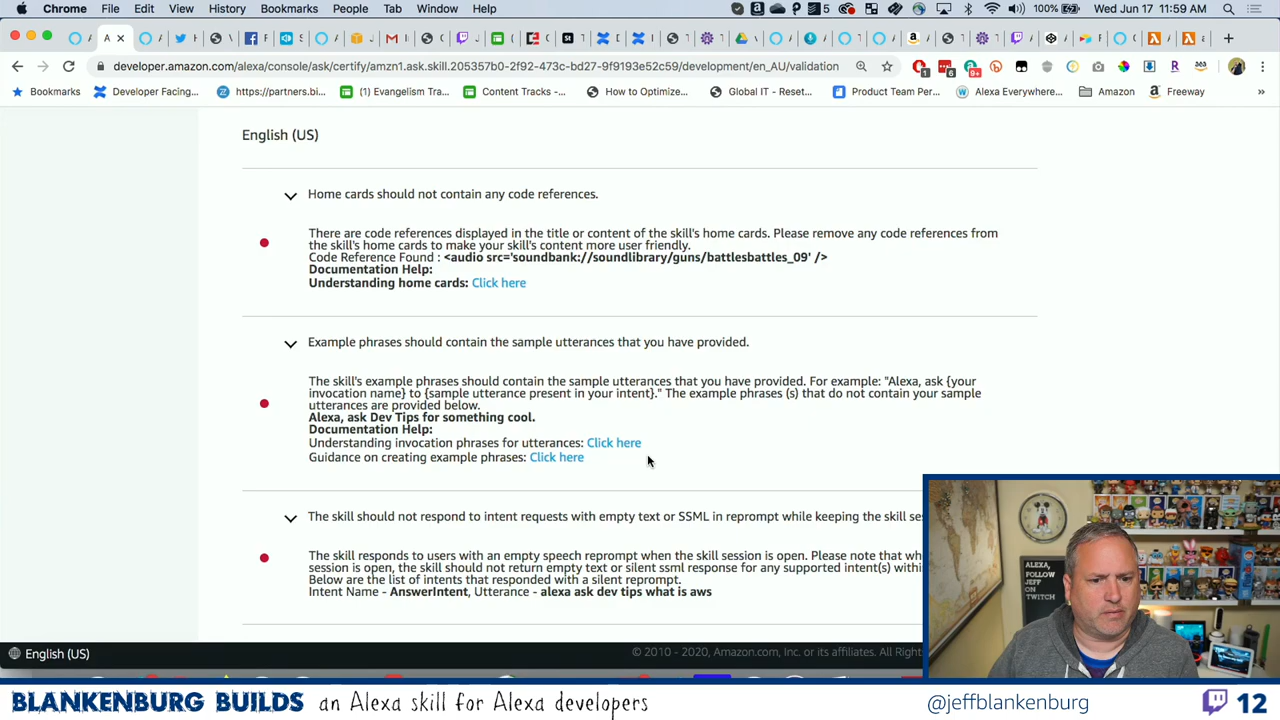 Chrome File Edit View History Bookmarks People Tab Window Help 5 100% Wed Jun 17 11:59 AM
developer.amazon.com/alexa/console/ask/certify/amzn1.ask.skill.205357b0-2f92-473c-bd27-9f9193e52c59/development/en_AU/validation
Bookmarks Developer Facing... https://partners.bi... (1) Evangelism Tra... Content Tracks -... How to Optimize... Global IT - Reset... Product Team Per... Alexa Everywhere... Amazon Freeway
English (US)
Home cards should not contain any code references.
There are code references displayed in the title or content of the skill's home cards. Please remove any code references from
the skill's home cards to make your skill's content more user friendly.
Code Reference Found : <audio src='soundbank://soundlibrary/guns/battlesbattles_09' />
Documentation Help:
Understanding home cards: Click here
Example phrases should contain the sample utterances that you have provided.
The skill's example phrases should contain the sample utterances that you have provided. For example: "Alexa, ask {your
invocation name} to {sample utterance present in your intent}." The example phrases (s) that do not contain your sample
utterances are provided below.
Alexa, ask Dev Tips for something cool.
Documentation Help:
Understanding invocation phrases for utterances: Click here
Guidance on creating example phrases: Click here
The skill should not respond to intent requests with empty text or SSML in reprompt while keeping the skill ses
The skill responds to users with an empty speech reprompt when the skill session is open. Please note that wh
session is open, the skill should not return empty text or silent ssml response for any supported intent(s) within
Below are the list of intents that responded with a silent reprompt.
Intent Name - AnswerIntent, Utterance - alexa ask dev tips what is aws
ALEXA,
FOLLOW
JEFF
ON
TWITCH
English (US) © 2010 - 2020, Amazon.com, Inc. or its affiliates. All Rig
BLANKENBURG BUILDS an Alexa skill for Alexa developers @jeffblankenburg 12